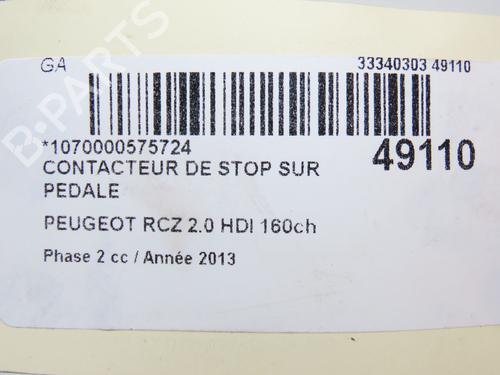 GA 33340303 49110
*1070000575724 49110
CONTACTEUR DE STOP SUR
PEDALE
PEUGEOT RCZ 2.0 HDI 160ch
Phase 2 cc / Année 2013
B-PARTS